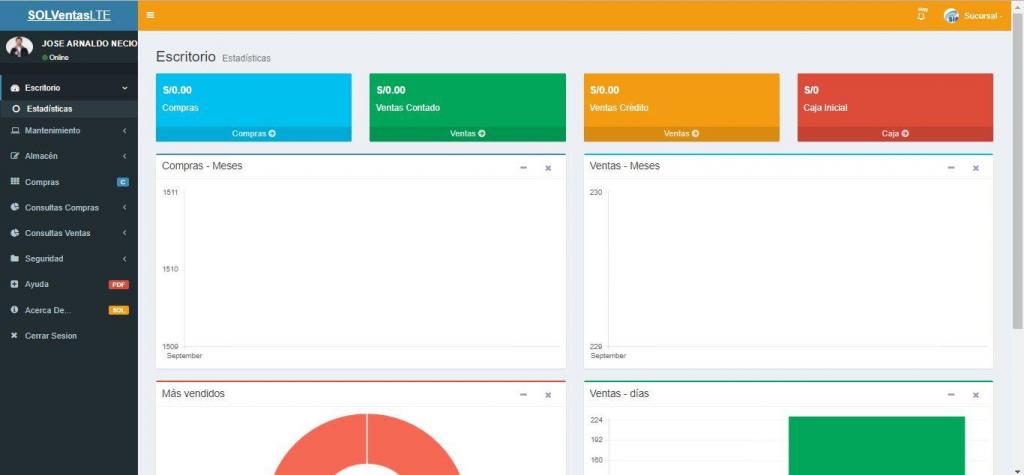 SOLVentasLTE
Sucursal -
JOSE ARNALDO NECIO
Online
Escritorio
Estadísticas
Mantenimiento
Almacén
Compras C
Consultas Compras
Consultas Ventas
Seguridad
Ayuda PDF
Acerca De... SOL
Cerrar Sesion
Escritorio Estadísticas
S/0.00
Compras
Compras
S/0.00
Ventas Contado
Ventas
S/0.00
Ventas Crédito
Ventas
S/0
Caja Inicial
Caja
Compras - Meses
1511
1510
1509
September
Ventas - Meses
230
229
September
Más vendidos
Ventas - días
224
192
160